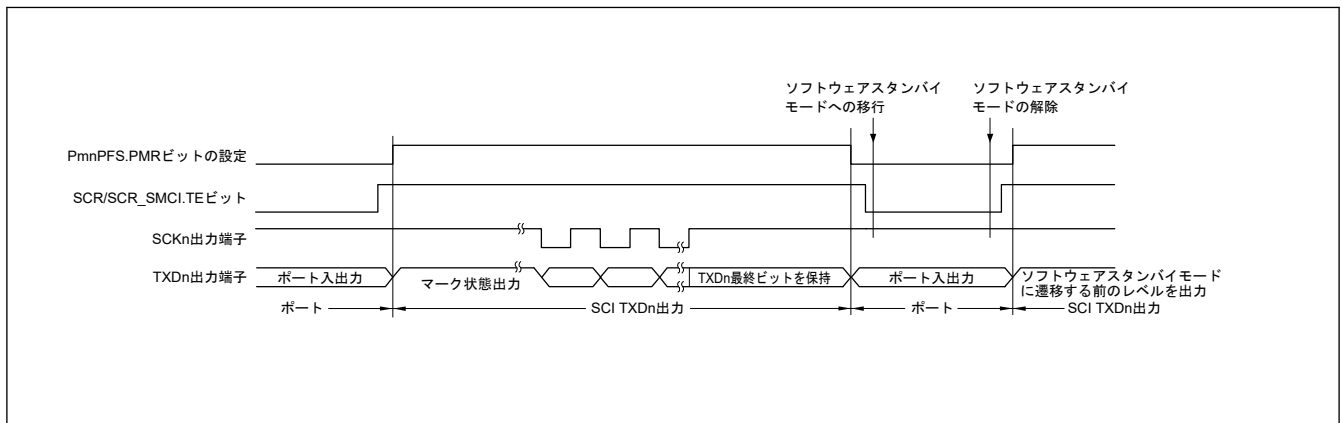 ソフトウェアスタンバイ
モードへの移行
ソフトウェアスタンバイ
モードの解除
PmnPFS.PMRビットの設定
SCR/SCR_SMCI.TEビット
SCKn出力端子
TXDn出力端子
ポート入出力
マーク状態出力
TXDn最終ビットを保持
ポート入出力
ソフトウェアスタンバイモード
に遷移する前のレベルを出力
ポート
SCI TXDn出力
ポート
SCI TXDn出力